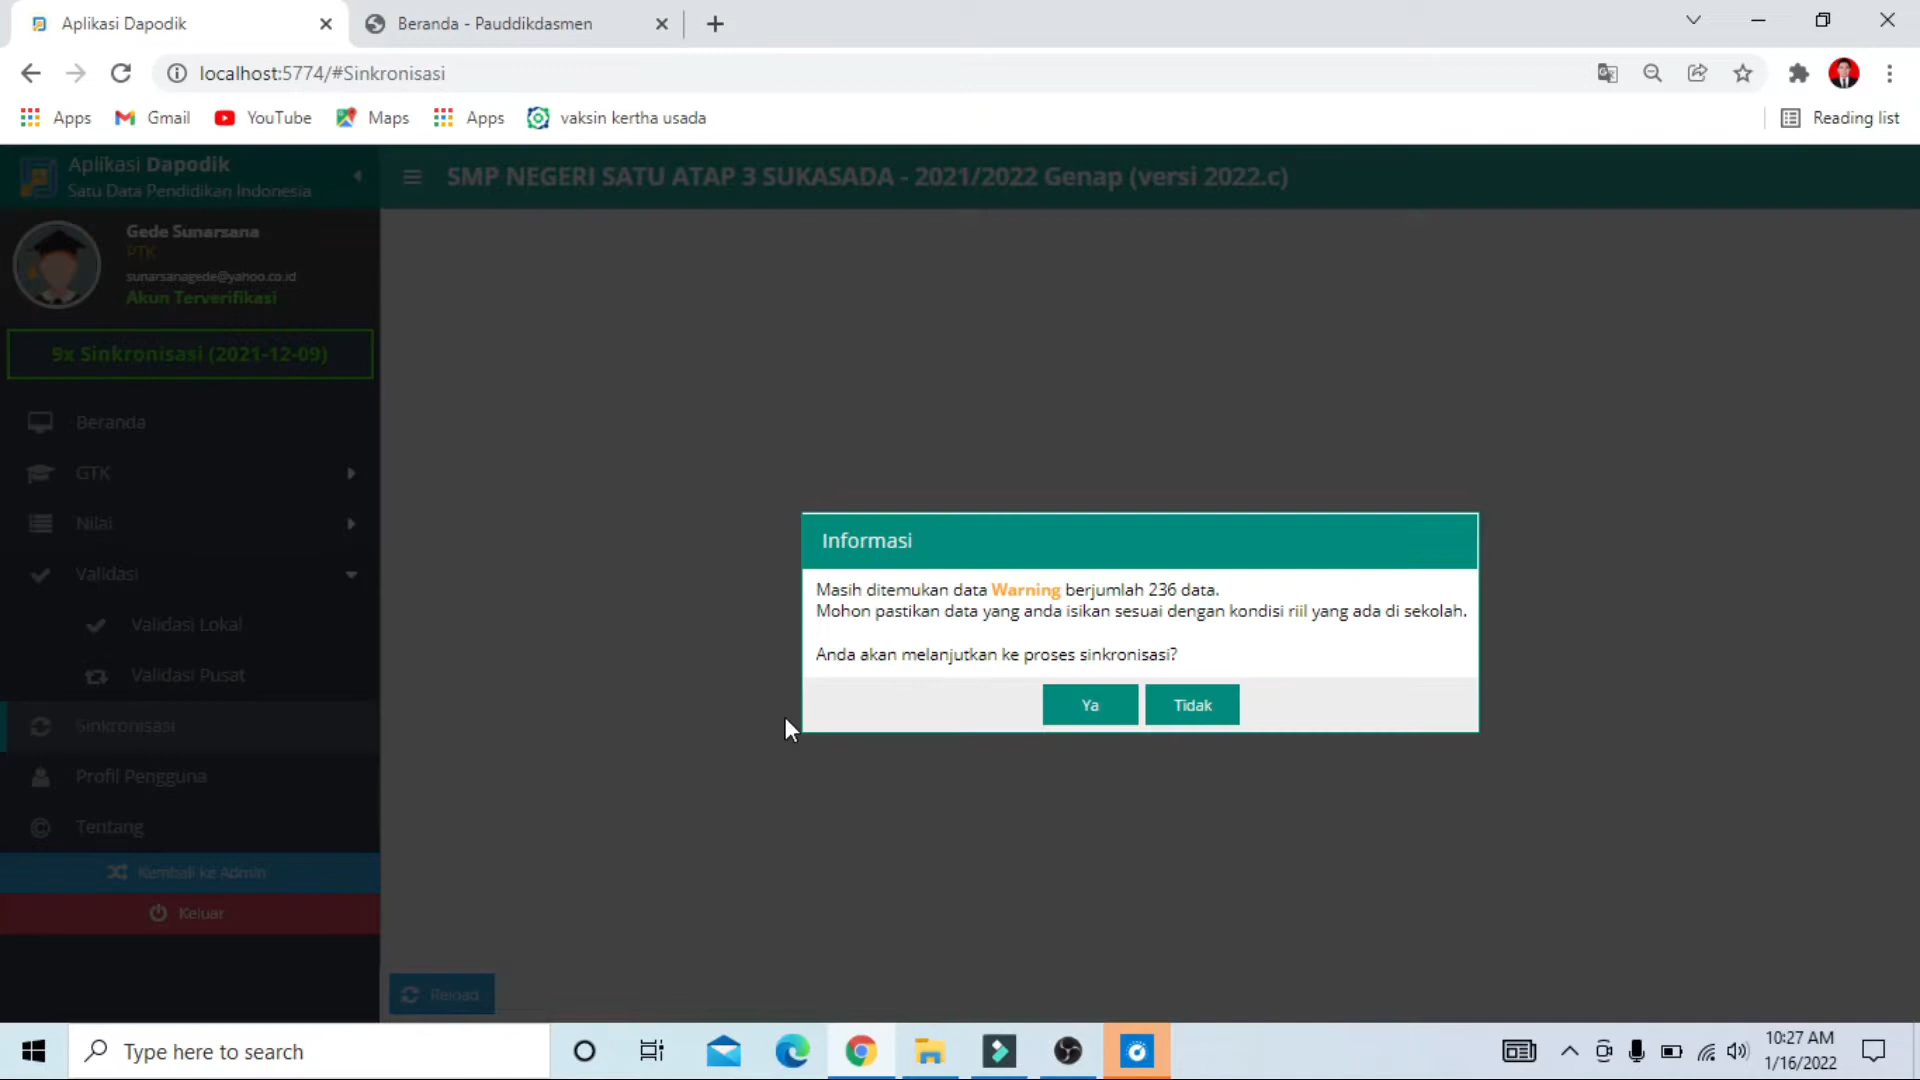 Aplikasi Dapodik
Beranda - Pauddikdasmen
localhost:5774/#Sinkronisasi
Apps
Gmail
YouTube
Maps
Apps
vaksin kertha usada
Reading list
Aplikasi Dapodik
Satu Data Pendidikan Indonesia
SMP NEGERI SATU ATAP 3 SUKASADA - 2021/2022 Genap (versi 2022.c)
Gede Sunarsana
PTK
sunarsanagede@yahoo.co.id
Akun Terverifikasi
9x Sinkronisasi (2021-12-09)
Beranda
GTK
Nilai
Validasi
Validasi Lokal
Validasi Pusat
Sinkronisasi
Profil Pengguna
Tentang
Kembali ke Admin
Keluar
Informasi
Masih ditemukan data Warning berjumlah 236 data.
Mohon pastikan data yang anda isikan sesuai dengan kondisi riil yang ada di sekolah.
Anda akan melanjutkan ke proses sinkronisasi?
Ya
Tidak
Reload
Type here to search
10:27 AM
1/16/2022